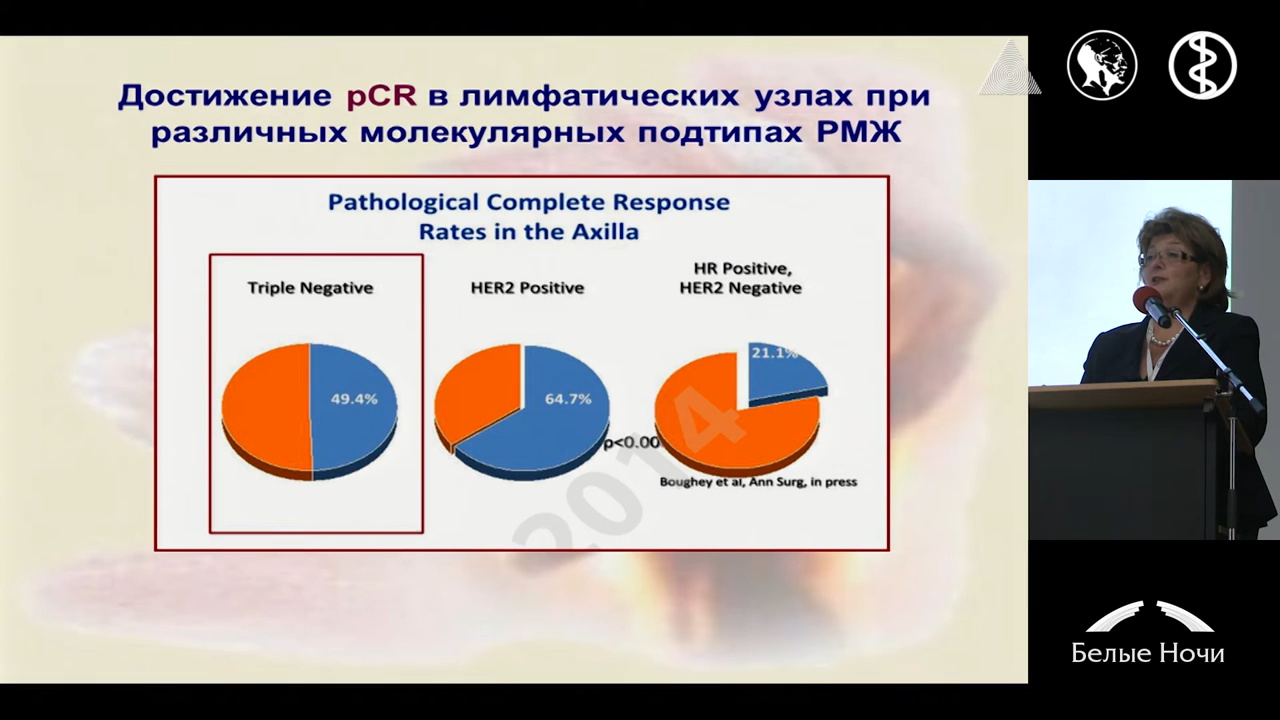 Достижение pCR в лимфатических узлах при
различных молекулярных подтипах РМЖ
Pathological Complete Response
Rates in the Axilla
Triple Negative
HER2 Positive
HR Positive,
HER2 Negative
49.4%
64.7%
21.1%
p<0.00
Boughey et al, Ann Surg, in press
2014
Белые Ночи